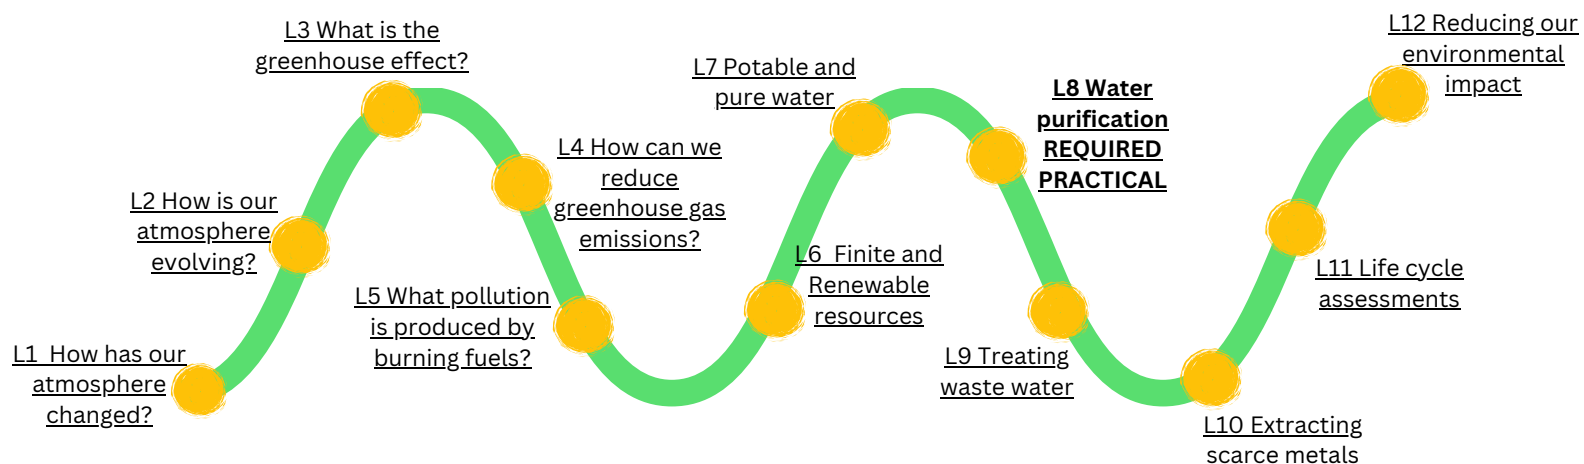 L1  How has our
atmosphere
changed?
L2 How is our
atmosphere
evolving?
L3 What is the
greenhouse effect?
L4 How can we
reduce
greenhouse gas
emissions?
L5 What pollution
is produced by
burning fuels?
L6  Finite and
Renewable
resources
L7 Potable and
pure water
L8 Water
purification
REQUIRED
PRACTICAL
L9 Treating
waste water
L10 Extracting
scarce metals
L11 Life cycle
assessments
L12 Reducing our
environmental
impact